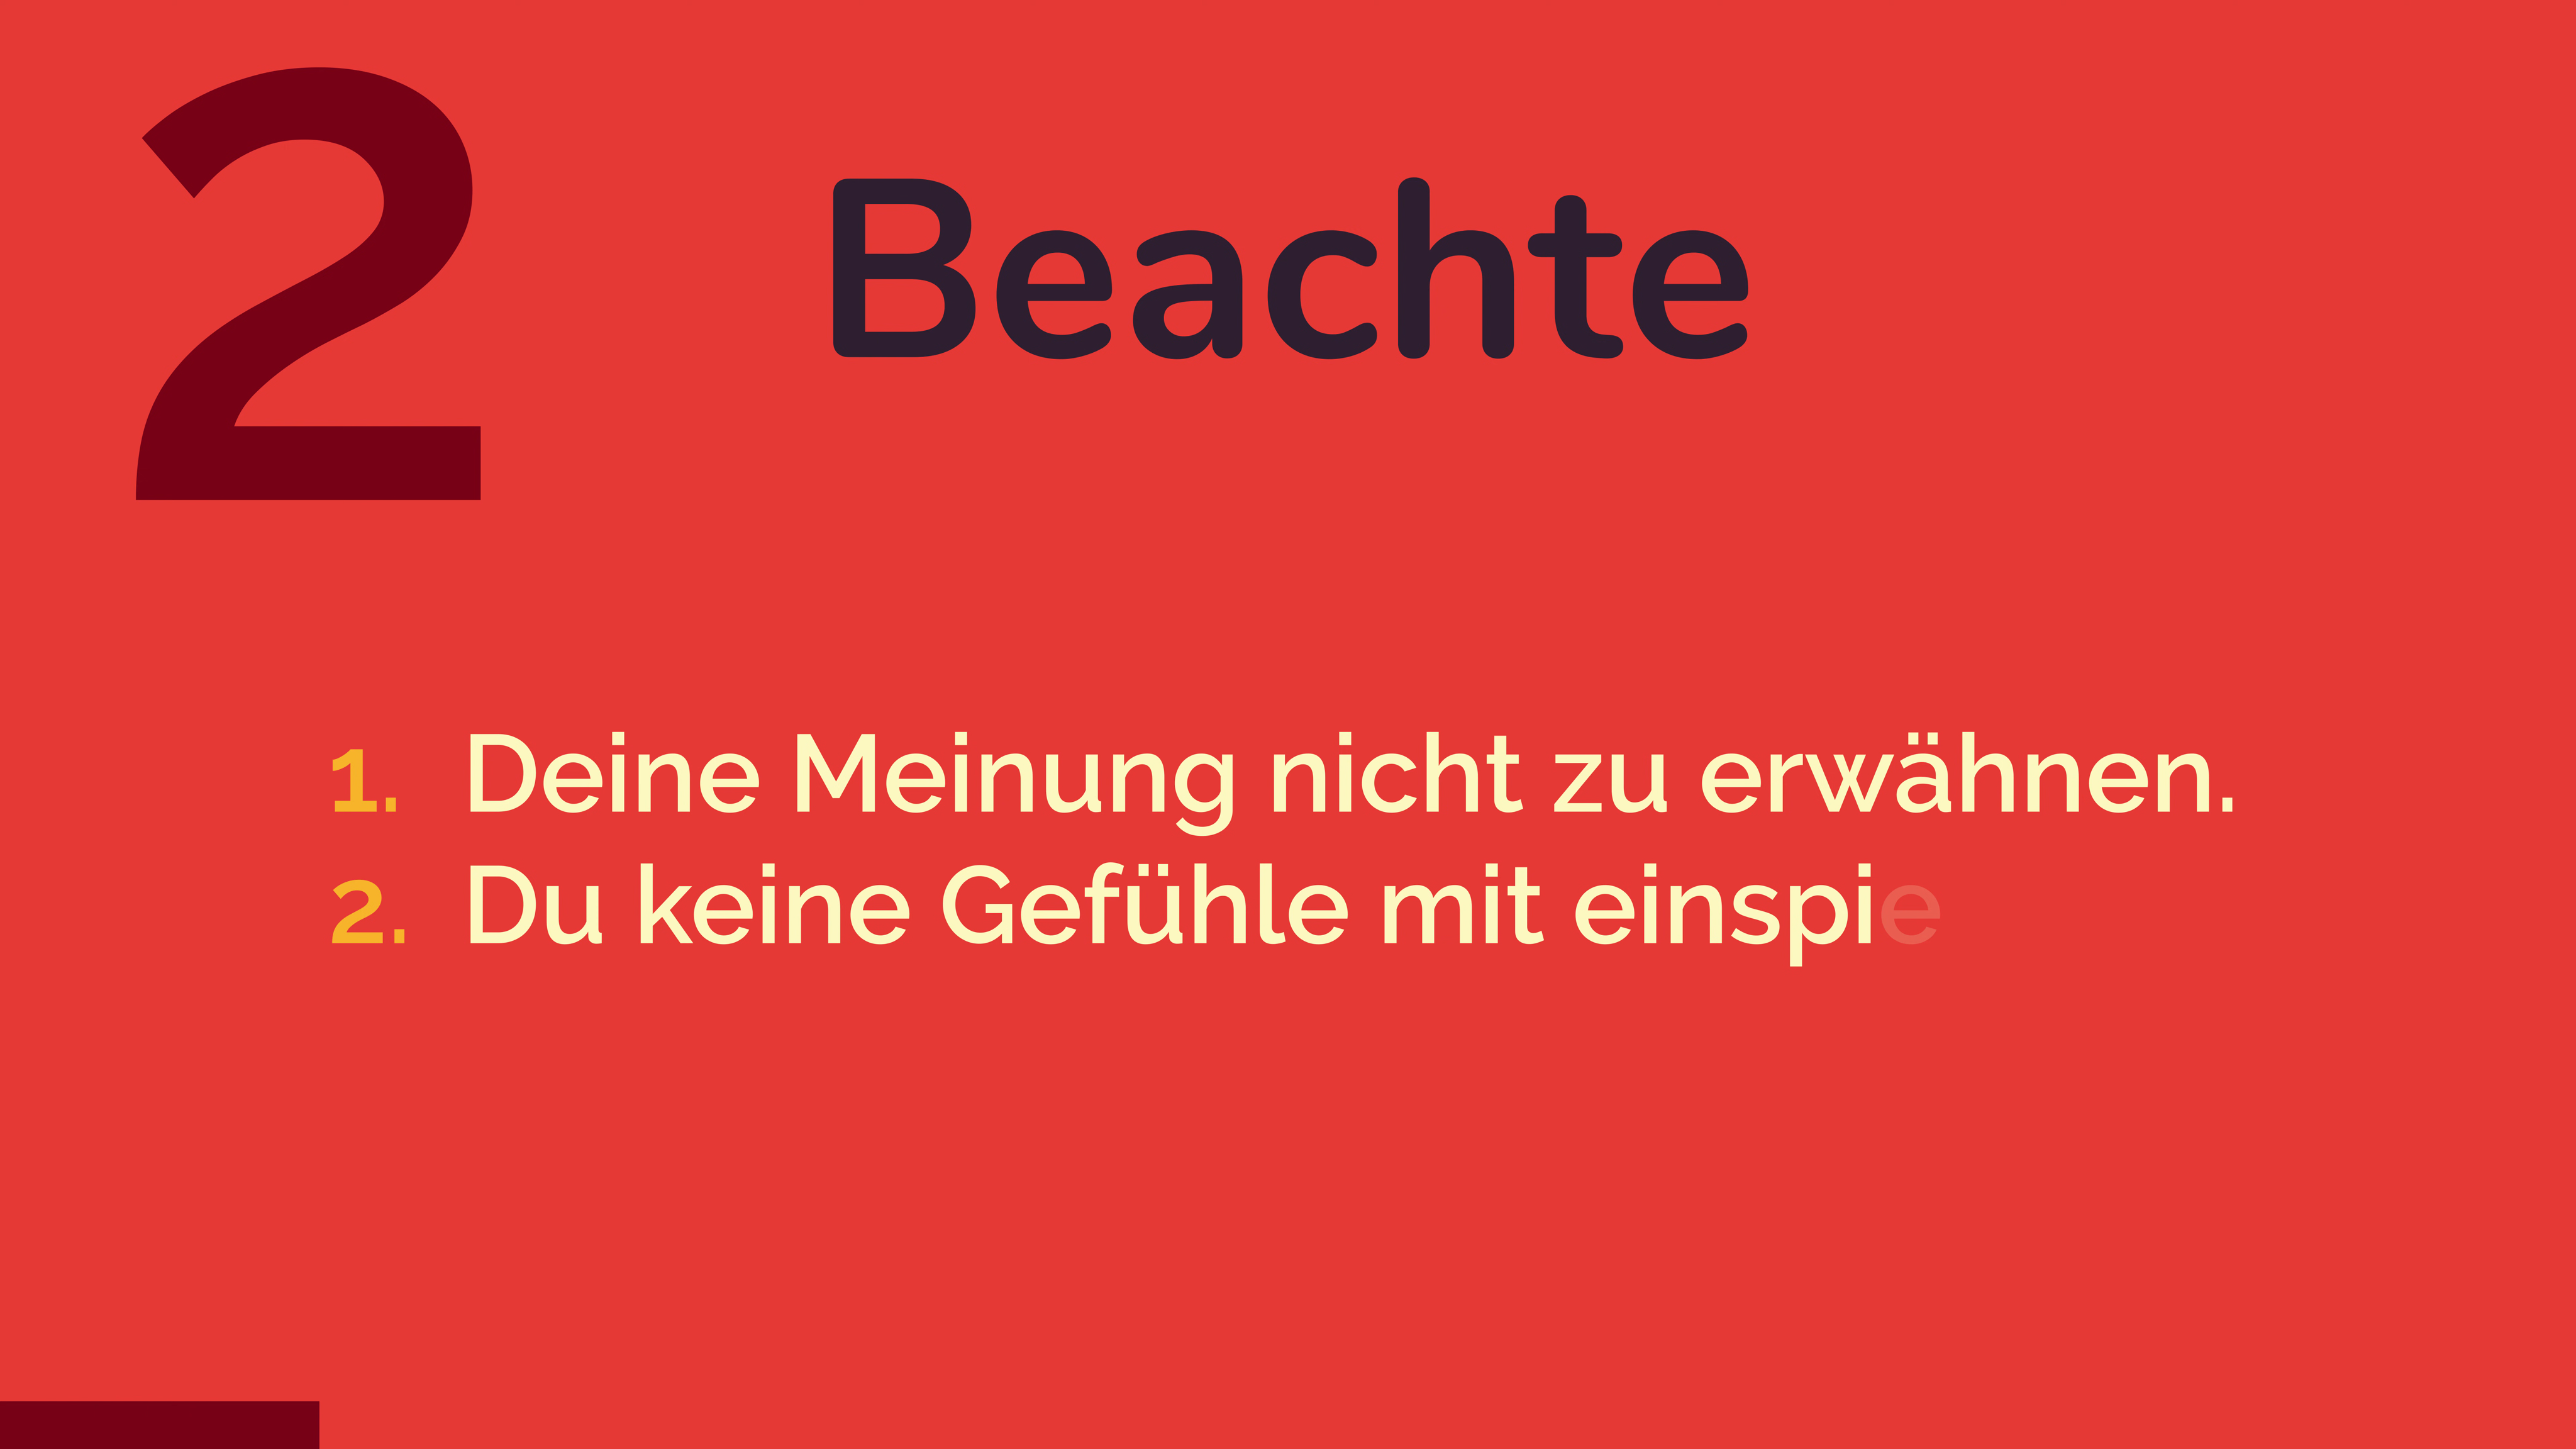 2
Beachte
1. Deine Meinung nicht zu erwähnen.
2. Du keine Gefühle mit einspie